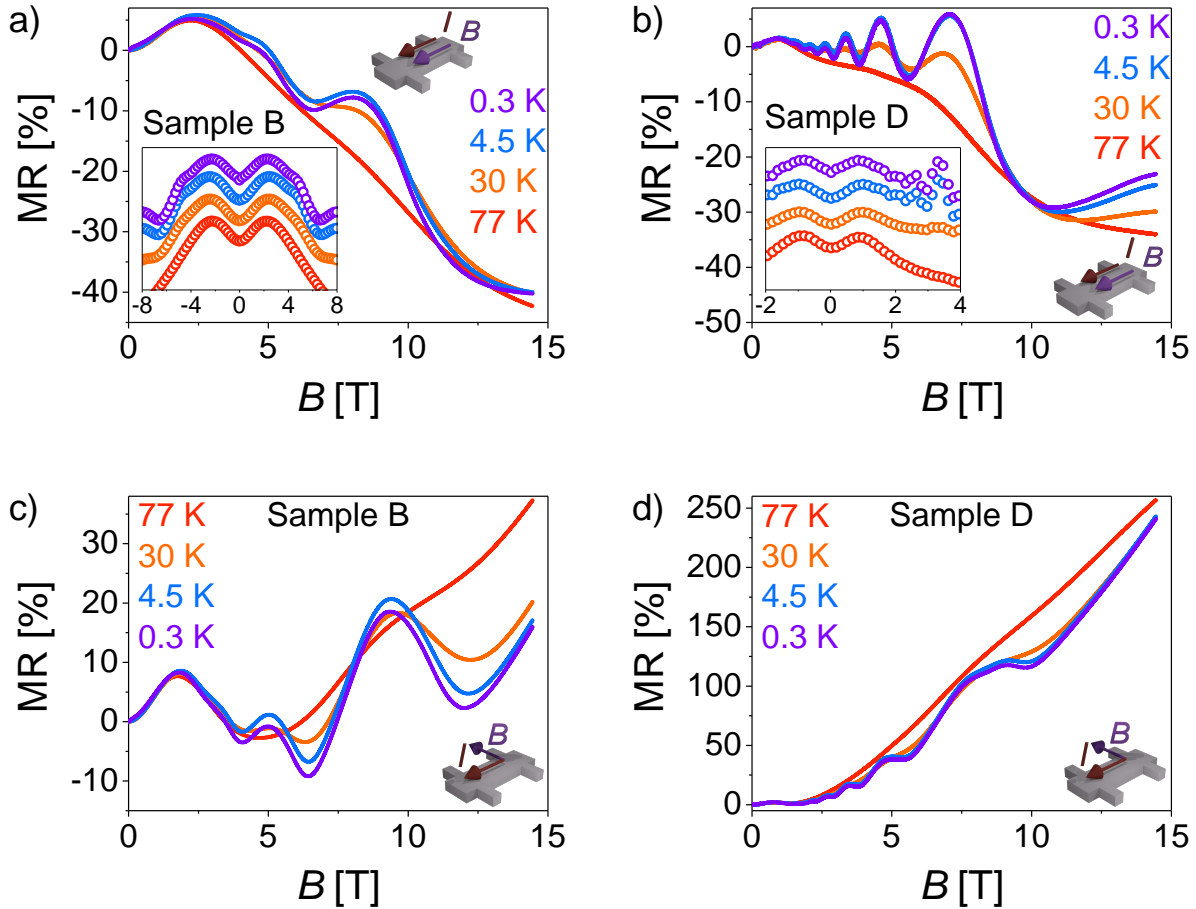 a)
MR [%]
0
-10
-20
-30
-40
I
B
0.3 K
4.5 K
30 K
77 K
Sample B
-8 -4 0 4 8
0 5 10 15
B [T]
b)
MR [%]
10
0
-10
-20
-30
-40
-50
0.3 K
4.5 K
30 K
77 K
Sample D
-2 0 2 4
I
B
0 5 10 15
B [T]
c)
MR [%]
30
20
10
0
-10
77 K
30 K
4.5 K
0.3 K
Sample B
I
B
0 5 10 15
B [T]
d)
MR [%]
250
200
150
100
50
0
77 K
30 K
4.5 K
0.3 K
Sample D
I
B
0 5 10 15
B [T]